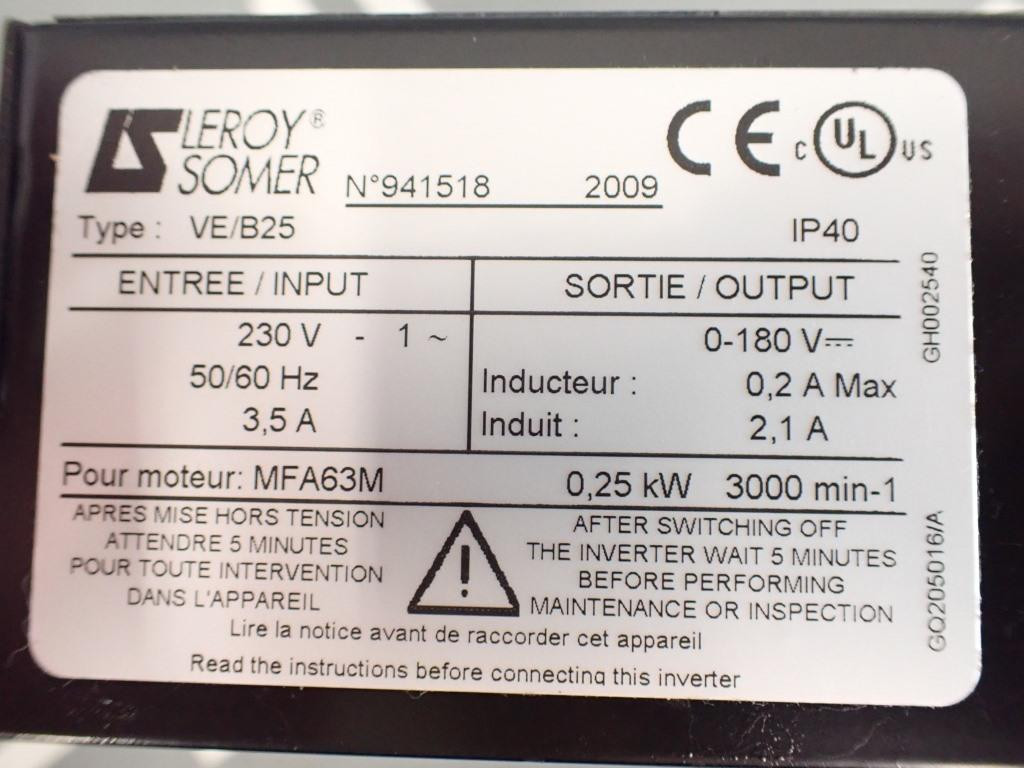 LEROY®
SOMER
N°941518 2009
CE c UL US
Type : VE/B25 IP40
ENTREE / INPUT
230 V - 1 ~
50/60 Hz
3,5 A
SORTIE / OUTPUT
0-180 V⎓
Inducteur : 0,2 A Max
Induit : 2,1 A
Pour moteur: MFA63M 0,25 kW 3000 min-1
APRES MISE HORS TENSION
ATTENDRE 5 MINUTES
POUR TOUTE INTERVENTION
DANS L'APPAREIL
!
AFTER SWITCHING OFF
THE INVERTER WAIT 5 MINUTES
BEFORE PERFORMING
MAINTENANCE OR INSPECTION
Lire la notice avant de raccorder cet appareil
Read the instructions before connecting this inverter
GH002540
GQ205016/A